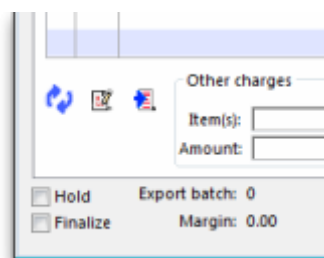 Other charges
Item(s):
Amount:
Hold Export batch: 0
Finalize Margin: 0.00